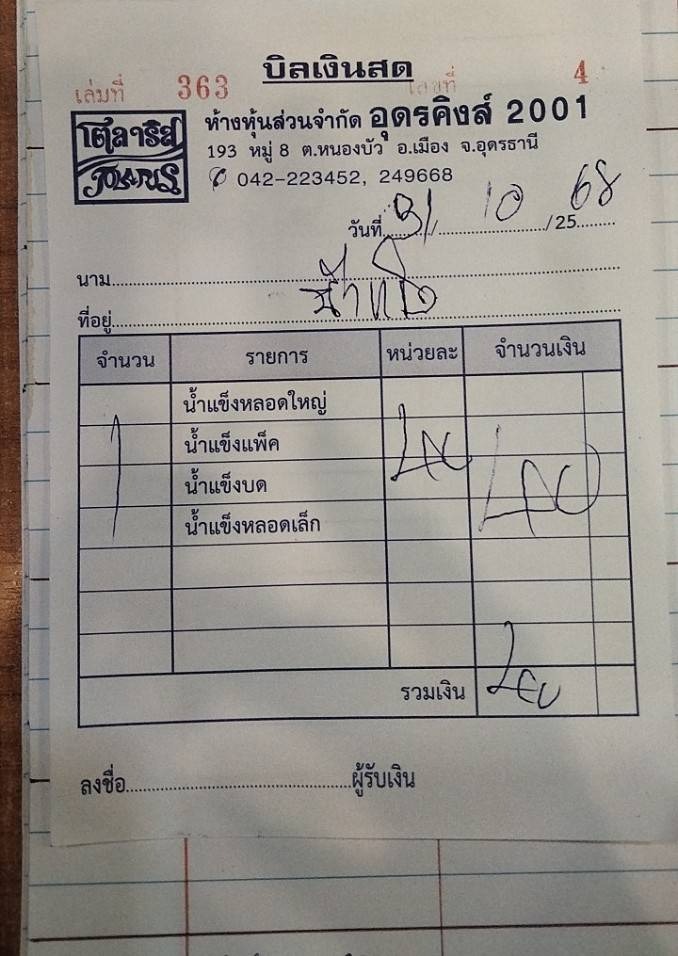 บิลเงินสด
เล่มที่ 363 เลขที่ 4
โตลาริส ห้างหุ้นส่วนจำกัด อุดรคิงส์ 2001
193 หมู่ 8 ต.หนองบัว อ.เมือง จ.อุดรธานี
042-223452, 249668
วันที่ 31 / 10 /25 68
นาม
ที่อยู่
จำนวน รายการ หน่วยละ จำนวนเงิน
น้ำแข็งหลอดใหญ่
1 น้ำแข็งแพ็ค 40 40
น้ำแข็งบด
น้ำแข็งหลอดเล็ก
รวมเงิน 40
ลงชื่อ ผู้รับเงิน